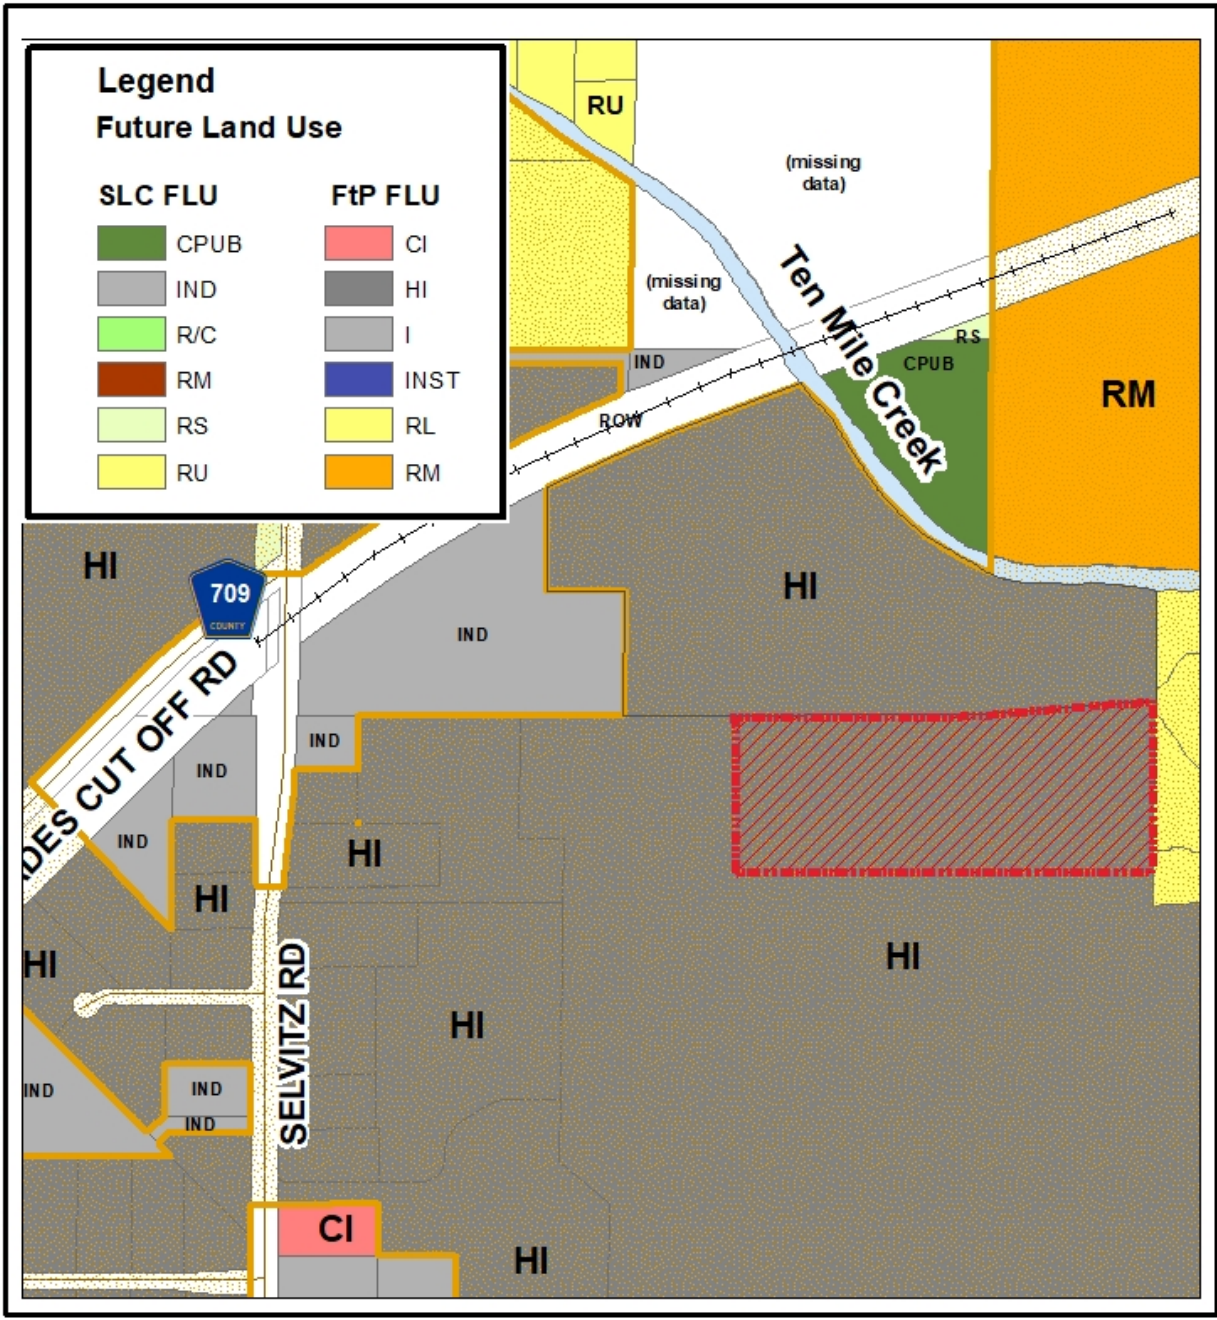 Legend
Future Land Use
SLC FLU
FtP FLU
CPUB
CI
IND
HI
R/C
I
RM
INST
RS
RL
RU
RM
RU
(missing
data)
(missing
data)
Ten Mile Creek
RS
CPUB
IND
RM
ROW
HI
HI
709
COUNTY
IND
IDES CUT OFF RD
IND
IND
IND
HI
HI
HI
HI
SELVITZ RD
HI
IND
IND
IND
CI
HI